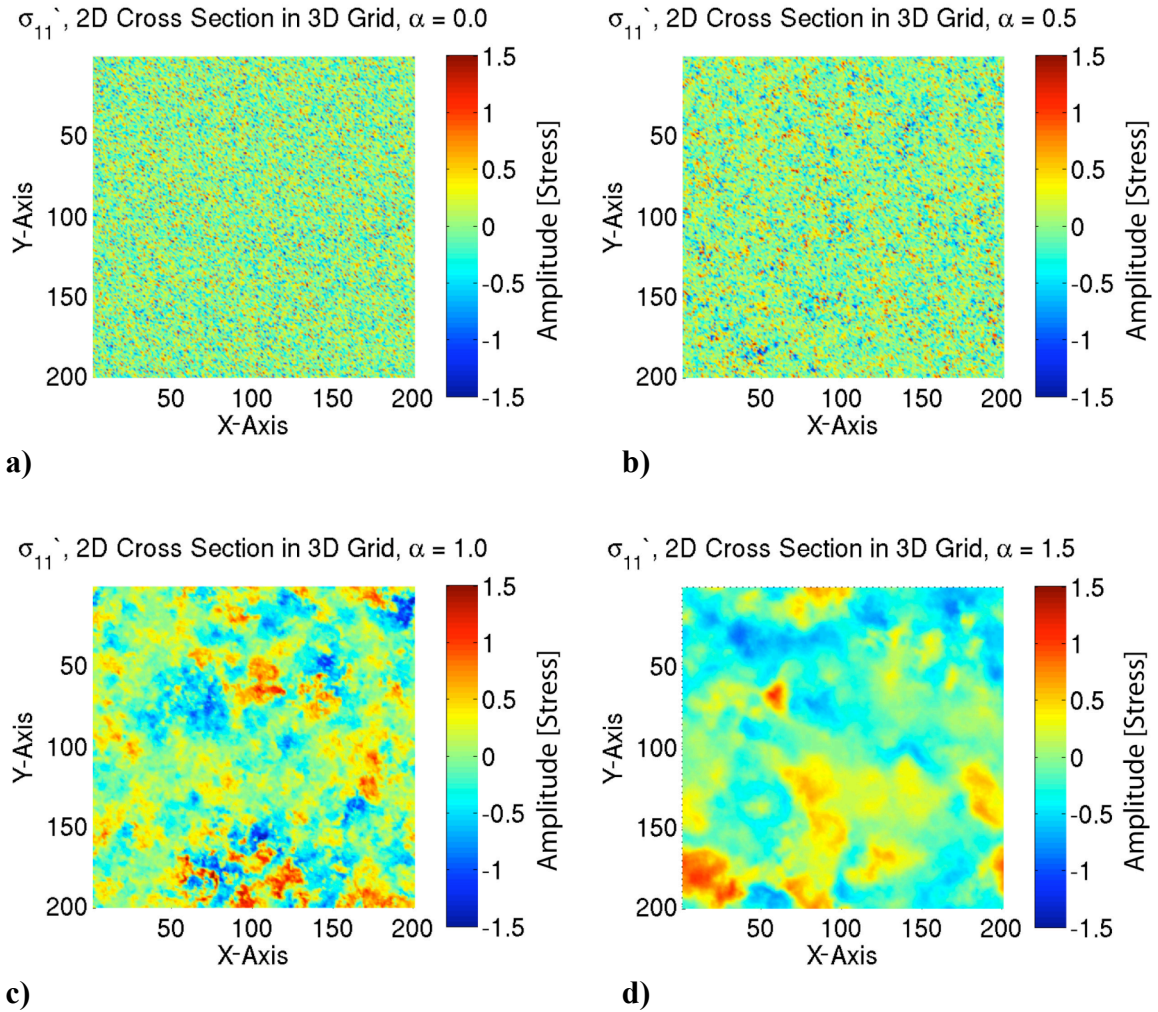 σ11`, 2D Cross Section in 3D Grid, α = 0.0
1.5
1
0.5
0
-0.5
-1
-1.5
Amplitude [Stress]
Y-Axis
50
100
150
200
50 100 150 200
X-Axis
a)
σ11`, 2D Cross Section in 3D Grid, α = 0.5
1.5
1
0.5
0
-0.5
-1
-1.5
Amplitude [Stress]
Y-Axis
50
100
150
200
50 100 150 200
X-Axis
b)
σ11`, 2D Cross Section in 3D Grid, α = 1.0
1.5
1
0.5
0
-0.5
-1
-1.5
Amplitude [Stress]
Y-Axis
50
100
150
200
50 100 150 200
X-Axis
c)
σ11`, 2D Cross Section in 3D Grid, α = 1.5
1.5
1
0.5
0
-0.5
-1
-1.5
Amplitude [Stress]
Y-Axis
50
100
150
200
50 100 150 200
X-Axis
d)